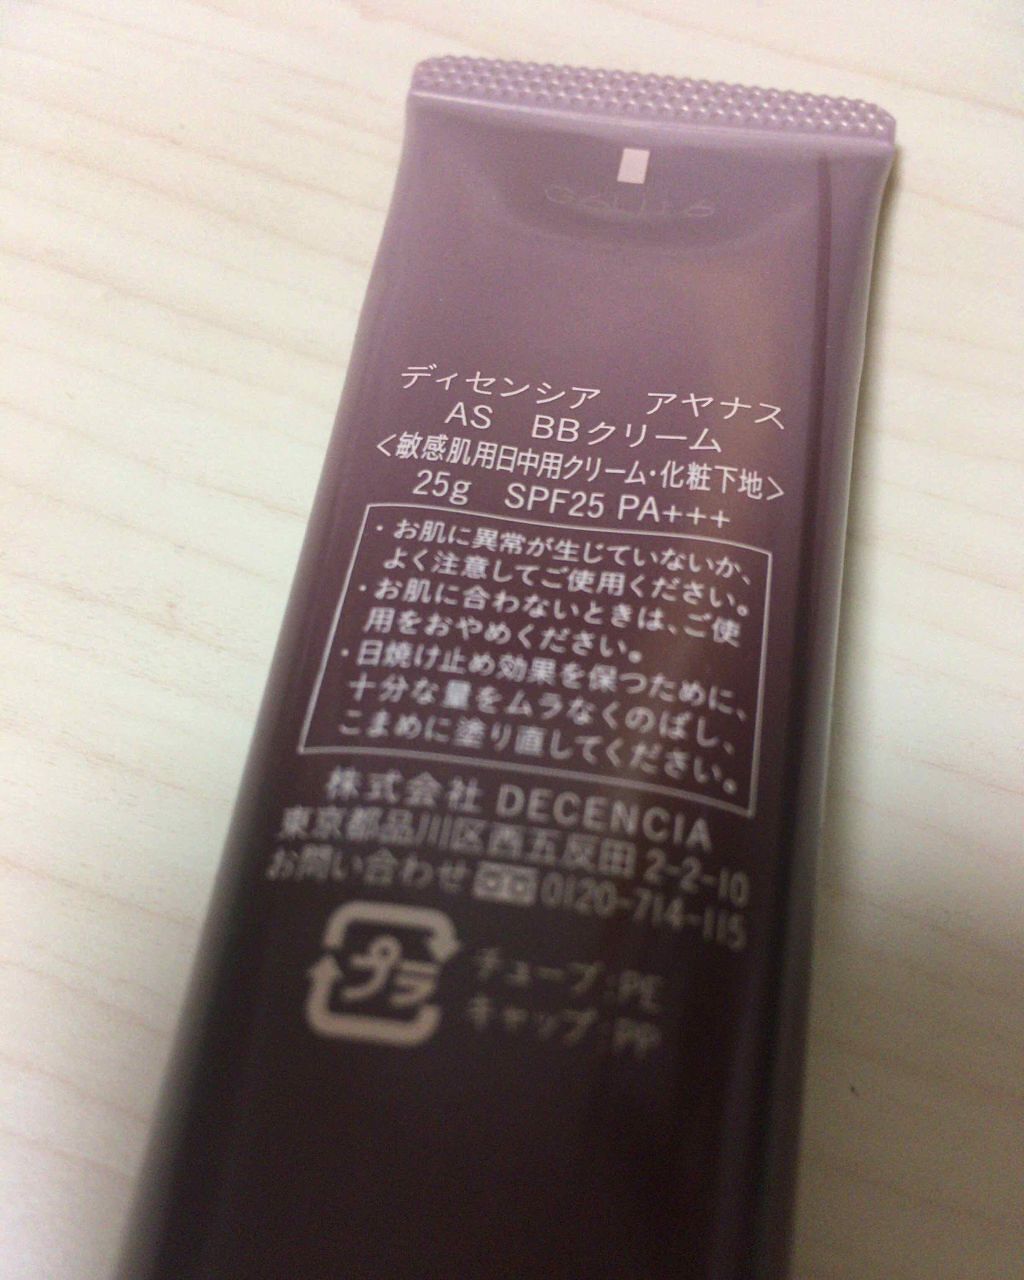 ディセンシア　アヤナス
AS　BBクリーム
<敏感肌用日中用クリーム・化粧下地>
25g　SPF25 PA+++
・お肌に異常が生じていないか、
よく注意してご使用ください。
・お肌に合わないときは、ご使
用をおやめください。
・日焼け止め効果を保つために、
十分な量をムラなくのばし、
こまめに塗り直してください。
株式会社 DECENCIA
東京都品川区西五反田 2-2-10
お問い合わせ 0120-714-115
プラ
チューブ:PE
キャップ:PP